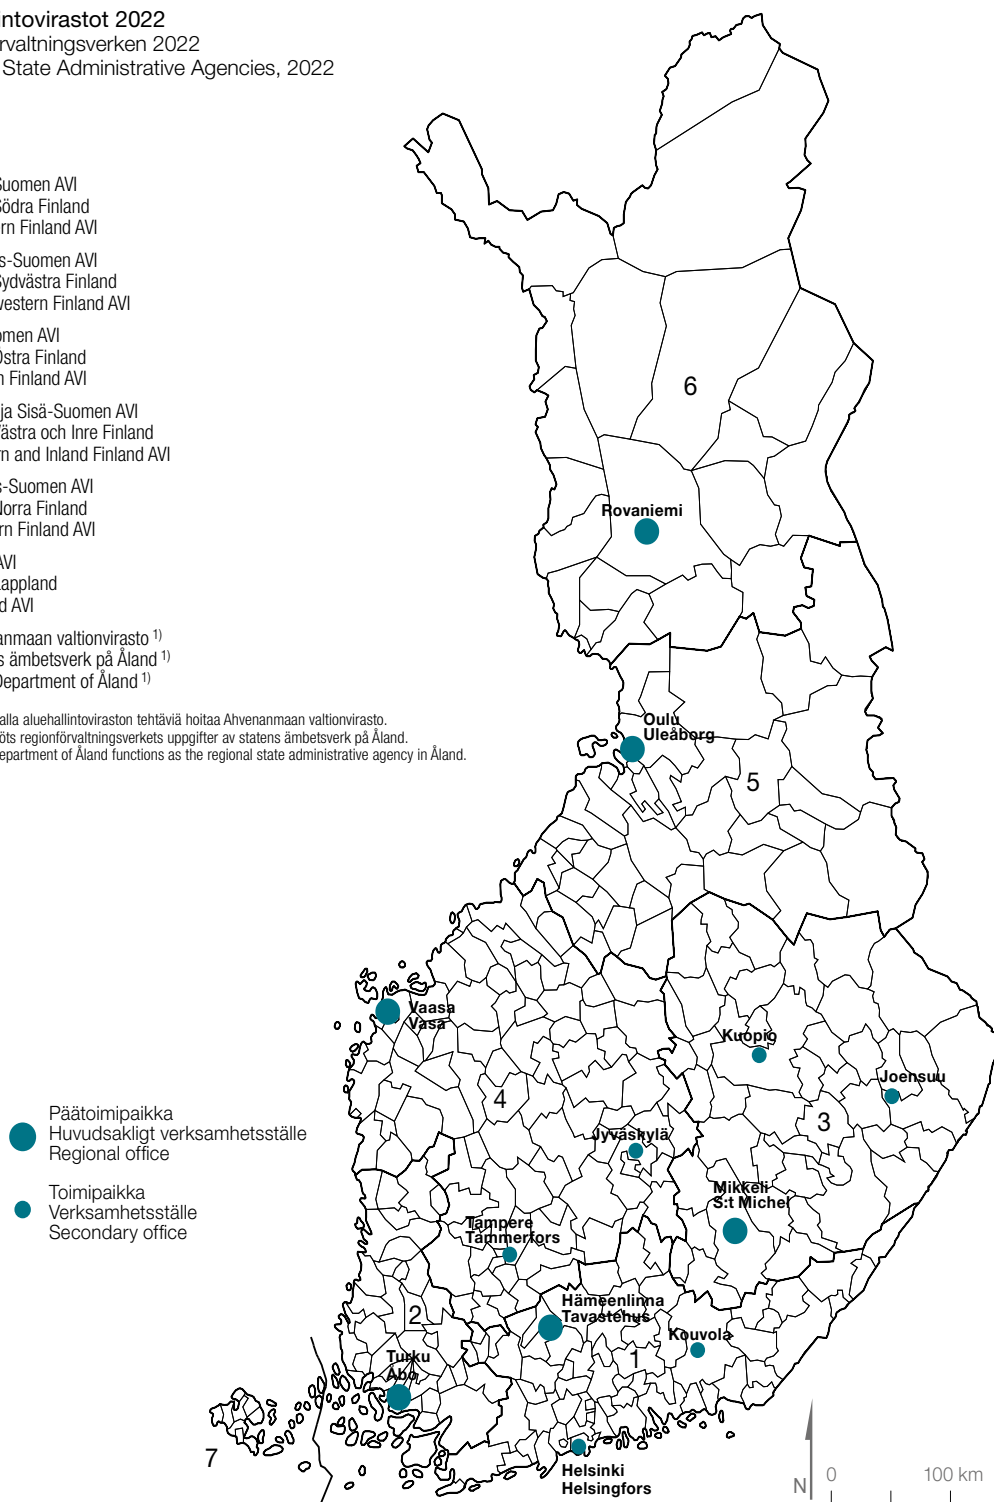 ntovirastot 2022
rvaltningsverken 2022
State Administrative Agencies, 2022
Suomen AVI
Södra Finland
rn Finland AVI
s-Suomen AVI
Sydvästra Finland
western Finland AVI
omen AVI
Östra Finland
n Finland AVI
ja Sisä-Suomen AVI
Västra och Inre Finland
rn and Inland Finland AVI
s-Suomen AVI
Norra Finland
rn Finland AVI
AVI
Lappland
d AVI
anmaan valtionvirasto 1)
s ämbetsverk på Åland 1)
Department of Åland 1)
alla aluehallintoviraston tehtäviä hoitaa Ahvenanmaan valtionvirasto.
öts regionförvaltningsverkets uppgifter av statens ämbetsverk på Åland.
epartment of Åland functions as the regional state administrative agency in Åland.
6
Rovaniemi
Oulu
Uleåborg
5
Vaasa
Vasa
Kuopio
Joensuu
4
3
Jyväskylä
Mikkeli
S:t Michel
Tampere
Tammerfors
Hämeenlinna
Tavastehus
2
Kouvola
1
Turku
Åbo
7
Helsinki
Helsingfors
Päätoimipaikka
Huvudsakligt verksamhetsställe
Regional office
Toimipaikka
Verksamhetsställe
Secondary office
N
0 100 km